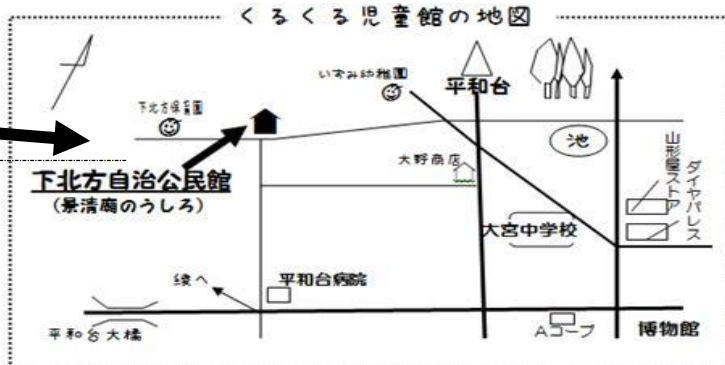 くるくる児童館の地図
いずみ幼稚園
平和台
下北方保育園
池
大野商店
山形屋ストア
ダイヤパレス
下北方自治公民館
(景清廟のうしろ)
大宮中学校
綾へ
平和台病院
平和台大橋
Aコープ
博物館